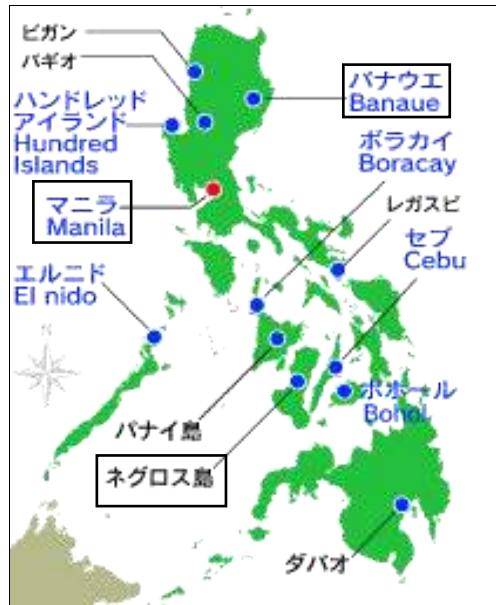 ビガン
バギオ
ハンドレッド
アイランド
Hundred
Islands
バナウエ
Banaue
ボラカイ
Boracay
マニラ
Manila
レガスピ
セブ
Cebu
エルニド
El nido
ボホール
Bohol
パナイ島
ネグロス島
ダバオ
N